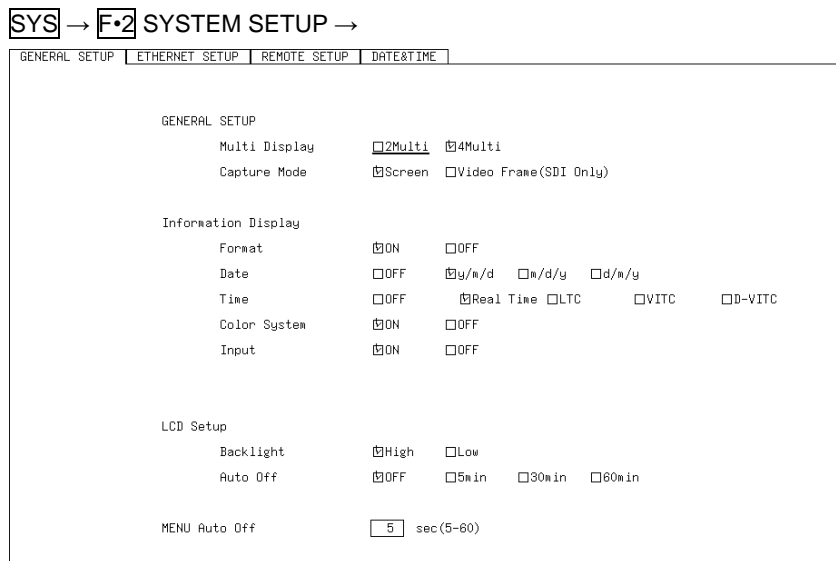 SYS → F•2 SYSTEM SETUP →
GENERAL SETUP ETHERNET SETUP REMOTE SETUP DATE&TIME
GENERAL SETUP
Multi Display ☐2Multi ☑4Multi
Capture Mode ☑Screen ☐Video Frame(SDI Only)
Information Display
Format ☑ON ☐OFF
Date ☐OFF ☑y/m/d ☐m/d/y ☐d/m/y
Time ☐OFF ☑Real Time ☐LTC ☐VITC ☐D-VITC
Color System ☑ON ☐OFF
Input ☑ON ☐OFF
LCD Setup
Backlight ☑High ☐Low
Auto Off ☑OFF ☐5min ☐30min ☐60min
MENU Auto Off 5 sec(5-60)